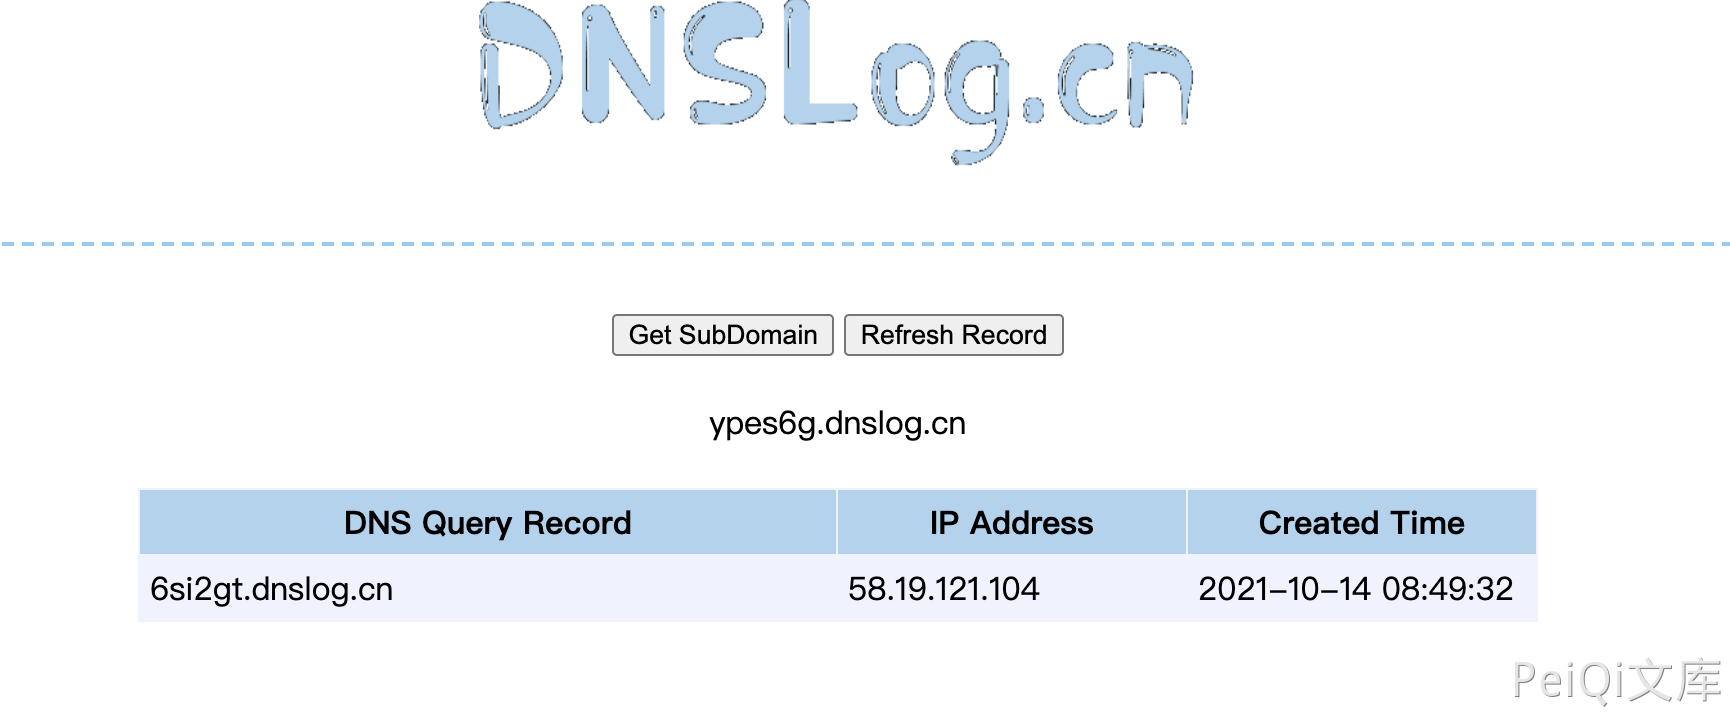 DNSLog.cn
Get SubDomain Refresh Record
ypes6g.dnslog.cn
DNS Query Record IP Address Created Time
6si2gt.dnslog.cn 58.19.121.104 2021-10-14 08:49:32
PeiQi文库